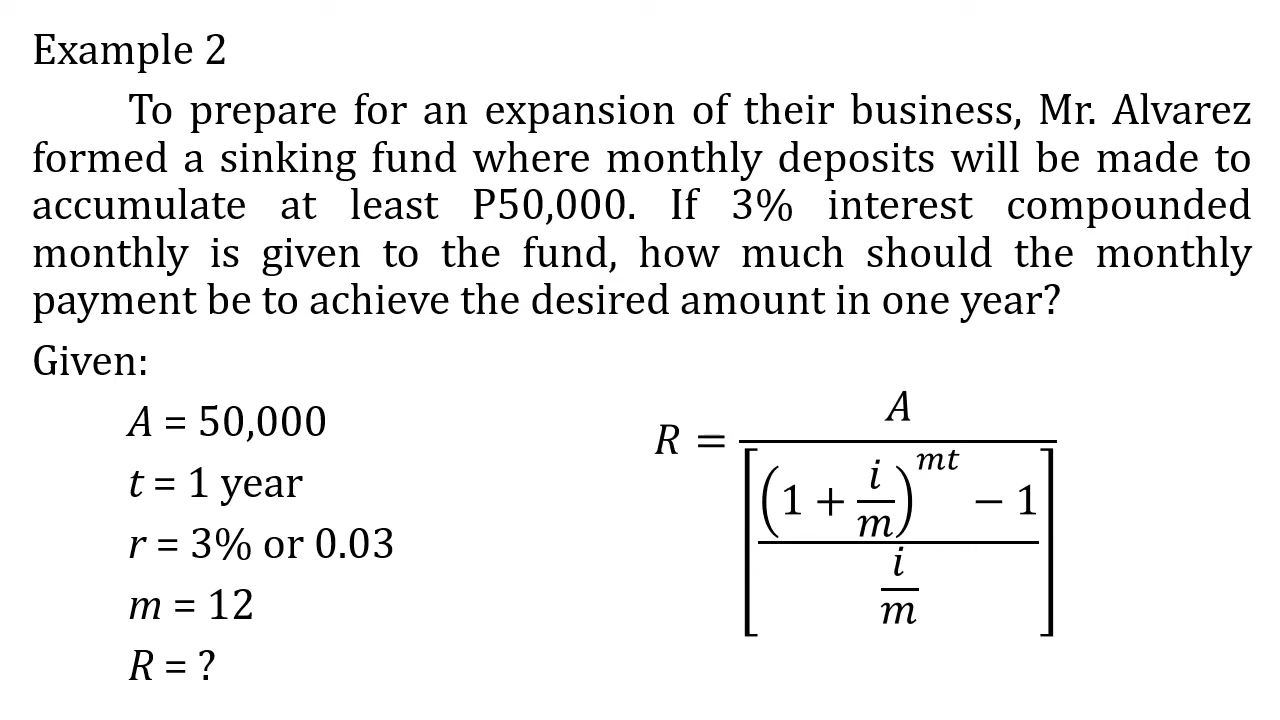 Example 2
To prepare for an expansion of their business, Mr. Alvarez
formed a sinking fund where monthly deposits will be made to
accumulate at least P50,000. If 3% interest compounded
monthly is given to the fund, how much should the monthly
payment be to achieve the desired amount in one year?
Given:
A = 50,000
t = 1 year
r = 3% or 0.03
m = 12
R = ?
R = A / [((1 + i/m)^mt − 1) / (i/m)]